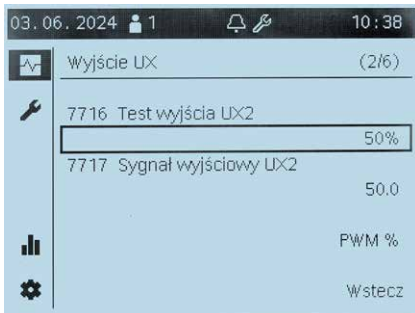 03.06.2024 1 10:38
Wyjście UX (2/6)
7716 Test wyjścia UX2
50%
7717 Sygnał wyjściowy UX2
50.0
PWM %
Wstecz